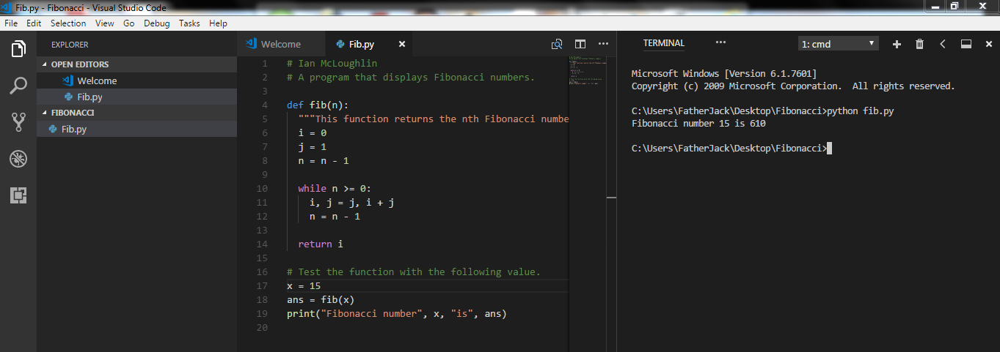 Fib.py - Fibonacci - Visual Studio Code
File Edit Selection View Go Debug Tasks Help
EXPLORER
OPEN EDITORS
Welcome
Fib.py
FIBONACCI
Fib.py
Welcome
Fib.py
1 # Ian McLoughlin
2 # A program that displays Fibonacci numbers.
3
4 def fib(n):
5 """This function returns the nth Fibonacci numbe
6 i = 0
7 j = 1
8 n = n - 1
9
10 while n >= 0:
11 i, j = j, i + j
12 n = n - 1
13
14 return i
15
16 # Test the function with the following value.
17 x = 15
18 ans = fib(x)
19 print("Fibonacci number", x, "is", ans)
20
TERMINAL
1: cmd
Microsoft Windows [Version 6.1.7601]
Copyright (c) 2009 Microsoft Corporation.  All rights reserved.
C:\Users\FatherJack\Desktop\Fibonacci>python fib.py
Fibonacci number 15 is 610
C:\Users\FatherJack\Desktop\Fibonacci>